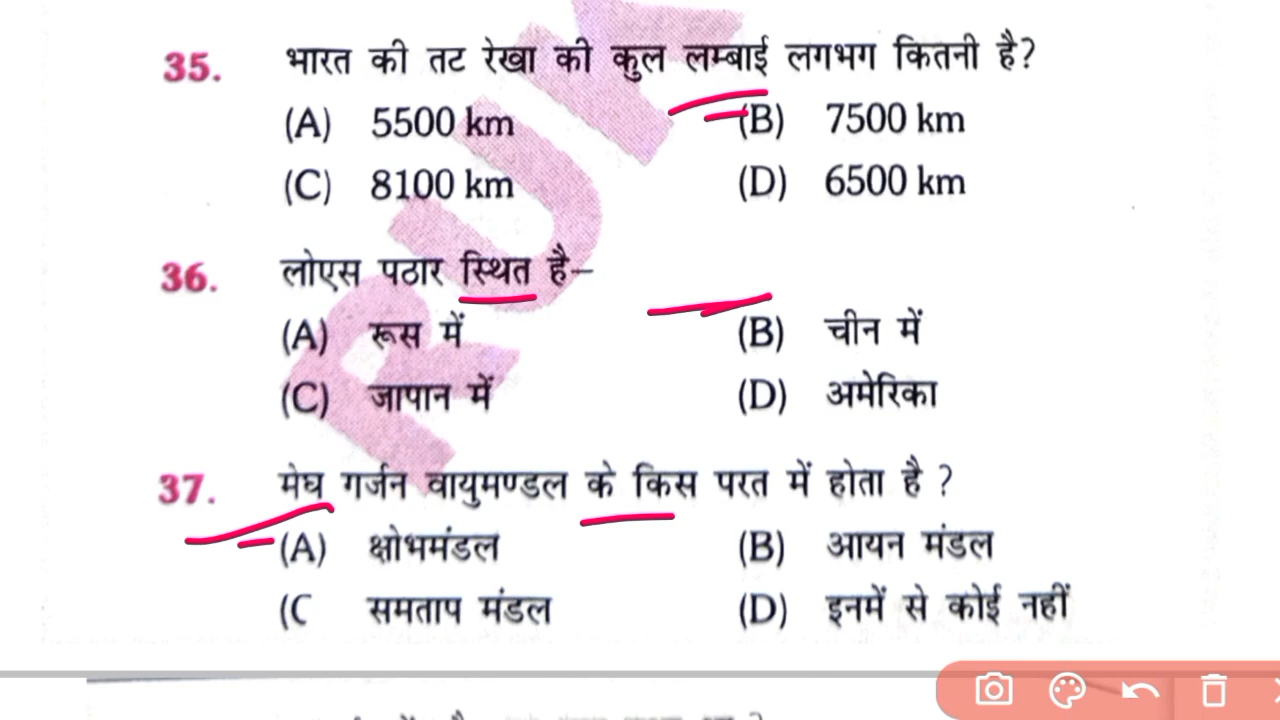 35. भारत की तट रेखा की कुल लम्बाई लगभग कितनी है?
(A) 5500 km (B) 7500 km
(C) 8100 km (D) 6500 km
36. लोएस पठार स्थित है–
(A) रूस में (B) चीन में
(C) जापान में (D) अमेरिका
37. मेघ गर्जन वायुमण्डल के किस परत में होता है ?
(A) क्षोभमंडल (B) आयन मंडल
(C समताप मंडल (D) इनमें से कोई नहीं